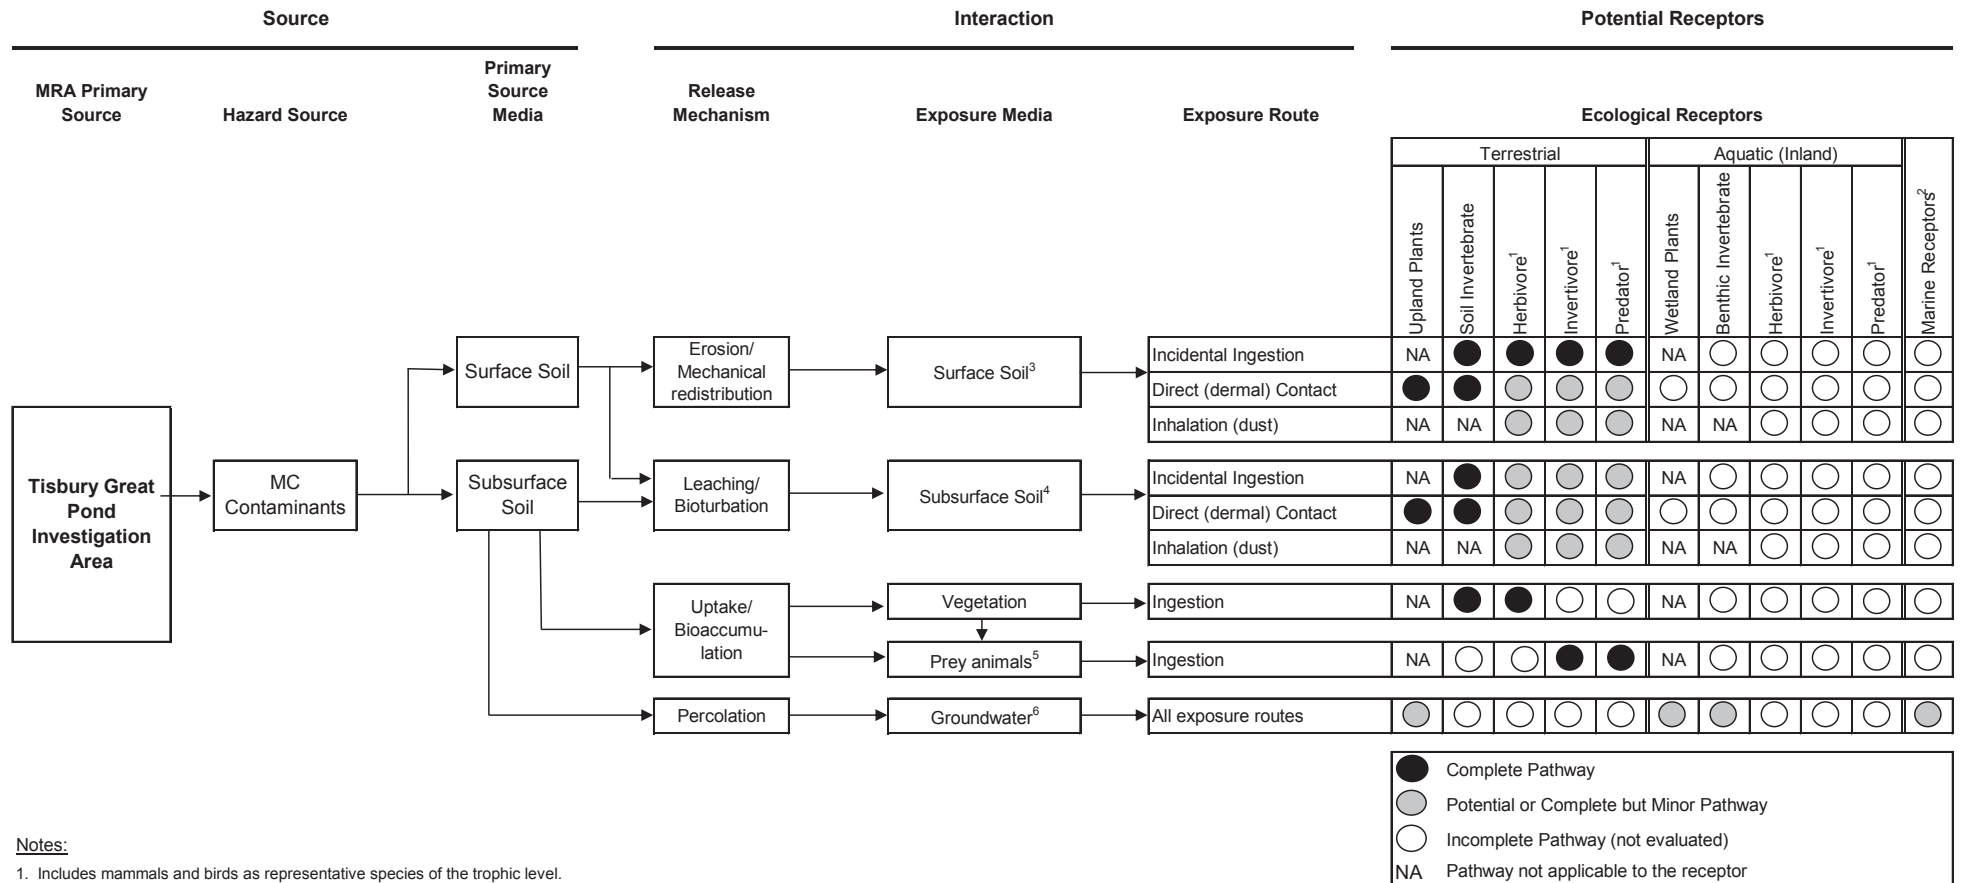 Source
Interaction
Potential Receptors
MRA Primary
Source
Hazard Source
Primary
Source
Media
Release
Mechanism
Exposure Media
Exposure Route
Ecological Receptors
Terrestrial
Aquatic (Inland)
Upland Plants
Soil Invertebrate
Herbivore¹
Invertivore¹
Predator¹
Wetland Plants
Benthic Invertebrate
Herbivore¹
Invertivore¹
Predator¹
Marine Receptors²
Tisbury Great
Pond
Investigation
Area
MC
Contaminants
Surface Soil
Subsurface
Soil
Erosion/
Mechanical
redistribution
Surface Soil³
Incidental Ingestion
NA
NA
Direct (dermal) Contact
Inhalation (dust)
NA
NA
NA
NA
Leaching/
Bioturbation
Subsurface Soil⁴
Incidental Ingestion
NA
NA
Direct (dermal) Contact
Inhalation (dust)
NA
NA
NA
NA
Uptake/
Bioaccumu-
lation
Vegetation
Ingestion
NA
NA
Prey animals⁵
Ingestion
NA
NA
Percolation
Groundwater⁶
All exposure routes
Complete Pathway
Potential or Complete but Minor Pathway
Incomplete Pathway (not evaluated)
NA Pathway not applicable to the receptor
Notes:
1. Includes mammals and birds as representative species of the trophic level.